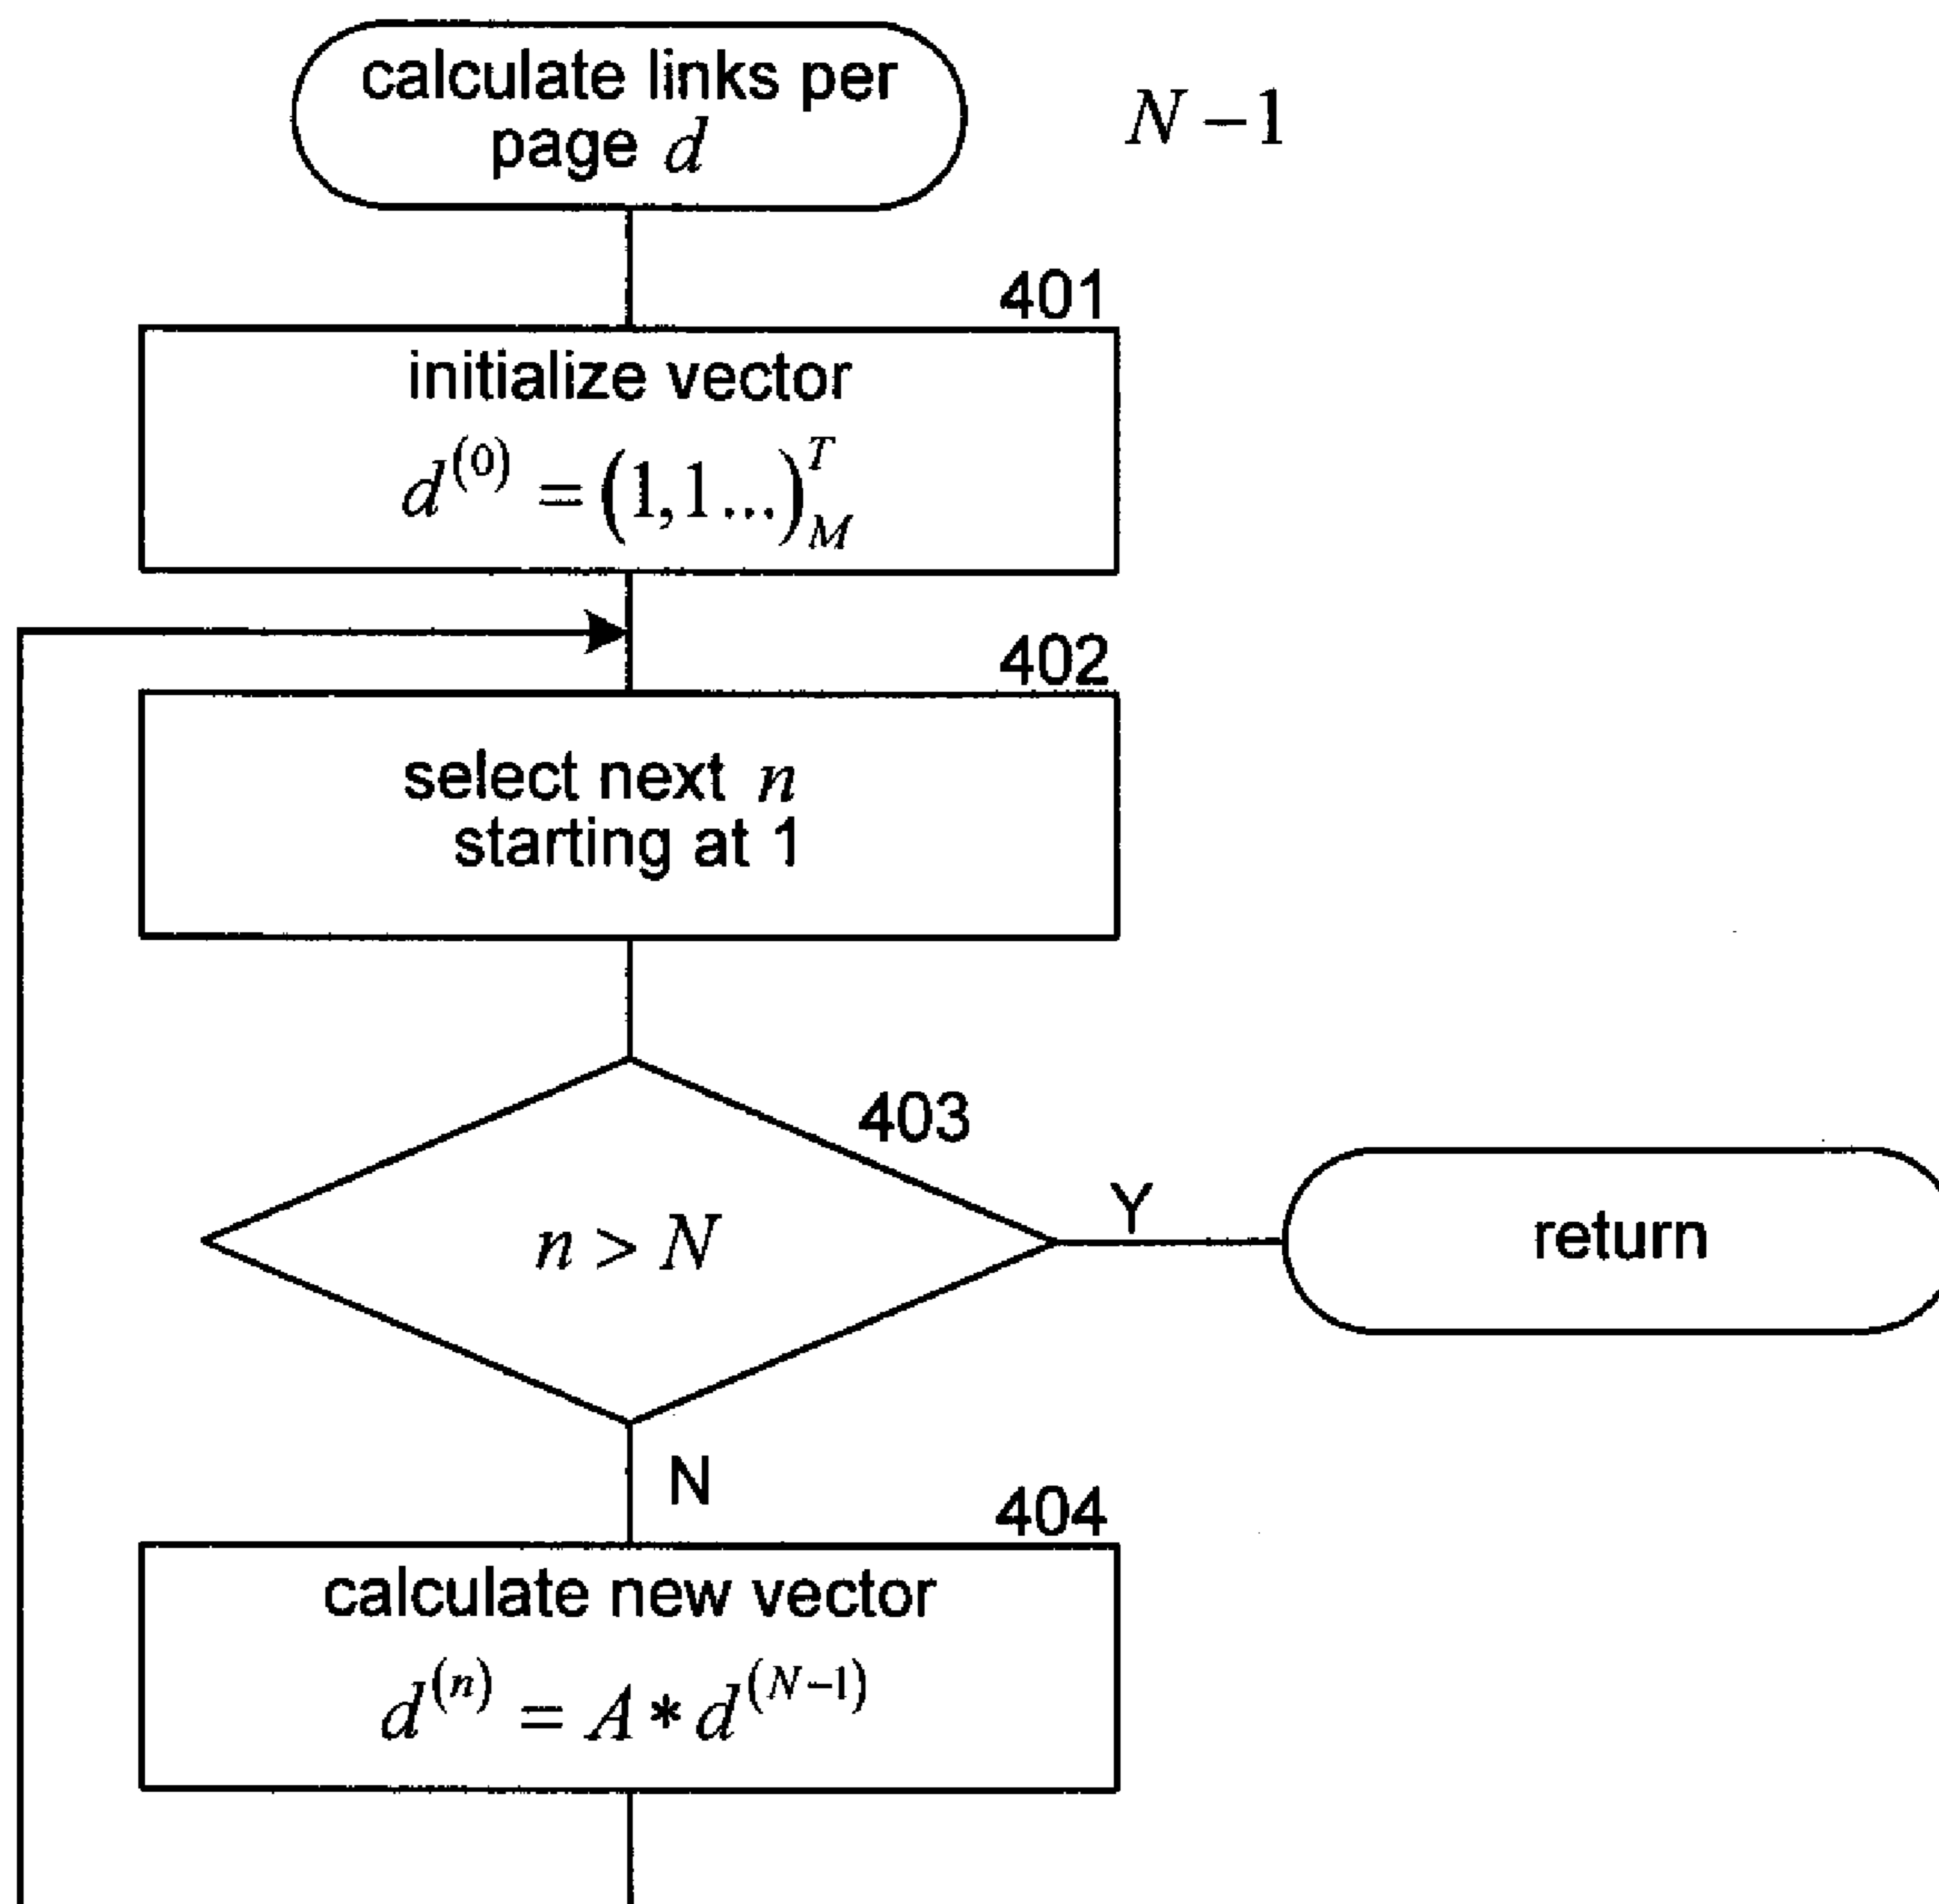 calculate links per
page d
N – 1
401
initialize vector
d^(0) = (1,1...)_M^T
402
select next n
starting at 1
403
n > N
Y
return
N
404
calculate new vector
d^(n) = A * d^(N–1)